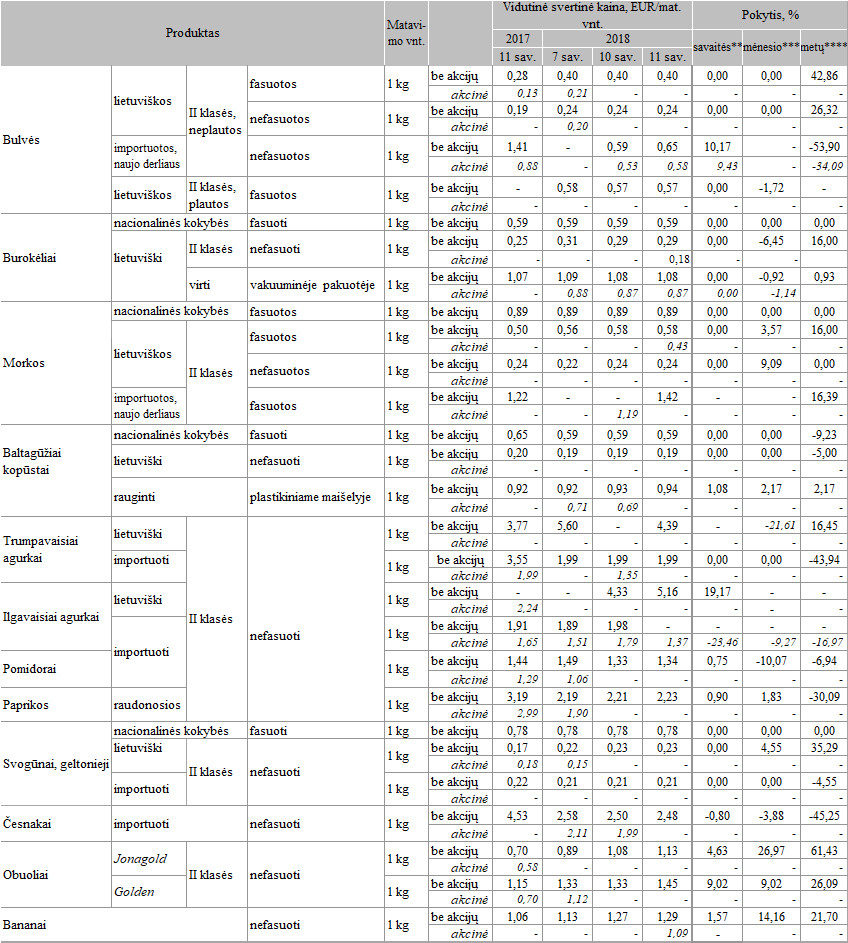 Produktas Matavi-mo vnt. Vidutinė svertinė kaina, EUR/mat. vnt. Pokytis, %
2017 2018 savaitės** mėnesio*** metų****
11 sav. 7 sav. 10 sav. 11 sav.
Bulvės lietuviškos II klasės, neplautos fasuotos 1 kg be akcijų 0,28 0,40 0,40 0,40 0,00 0,00 42,86
akcinė 0,13 0,21 - - - - -
nefasuotos 1 kg be akcijų 0,19 0,24 0,24 0,24 0,00 0,00 26,32
akcinė - 0,20 - - - - -
importuotos, naujo derliaus nefasuotos 1 kg be akcijų 1,41 - 0,59 0,65 10,17 - -53,90
akcinė 0,88 - 0,53 0,58 9,43 - -34,09
lietuviškos II klasės, plautos fasuotos 1 kg be akcijų - 0,58 0,57 0,57 0,00 -1,72 -
akcinė - - - - - - -
Burokėliai nacionalinės kokybės fasuoti 1 kg be akcijų 0,59 0,59 0,59 0,59 0,00 0,00 0,00
lietuviški II klasės nefasuoti 1 kg be akcijų 0,25 0,31 0,29 0,29 0,00 -6,45 16,00
akcinė - - - 0,18 - -
virti vakuuminėje pakuotėje 1 kg be akcijų 1,07 1,09 1,08 1,08 0,00 -0,92 0,93
akcinė - 0,88 0,87 0,87 0,00 -1,14
Morkos nacionalinės kokybės fasuotos 1 kg be akcijų 0,89 0,89 0,89 0,89 0,00 0,00 0,00
lietuviškos II klasės fasuotos 1 kg be akcijų 0,50 0,56 0,58 0,58 0,00 3,57 16,00
akcinė - - - 0,43 - - -
nefasuotos 1 kg be akcijų 0,24 0,22 0,24 0,24 0,00 9,09 0,00
akcinė - - - - - - -
importuotos, naujo derliaus fasuotos 1 kg be akcijų 1,22 - - 1,42 - - 16,39
akcinė - - 1,19 - - - -
Baltagūžiai kopūstai nacionalinės kokybės fasuoti 1 kg be akcijų 0,65 0,59 0,59 0,59 0,00 0,00 -9,23
lietuviški nefasuoti 1 kg be akcijų 0,20 0,19 0,19 0,19 0,00 0,00 -5,00
akcinė - - - - - - -
rauginti plastikiniame maišelyje 1 kg be akcijų 0,92 0,92 0,93 0,94 1,08 2,17 2,17
akcinė - 0,71 0,69 - - - -
Trumpavaisiai agurkai lietuviški II klasės nefasuoti 1 kg be akcijų 3,77 5,60 - 4,39 - -21,61 16,45
akcinė - - - - - - -
importuoti 1 kg be akcijų 3,55 1,99 1,99 1,99 0,00 0,00 -43,94
akcinė 1,99 - 1,35 - - - -
Ilgavaisiai agurkai lietuviški 1 kg be akcijų - - 4,33 5,16 19,17 - -
akcinė 2,24 - - - - - -
importuoti 1 kg be akcijų 1,91 1,89 1,98 - - - -
akcinė 1,65 1,51 1,79 1,37 -23,46 -9,27 -16,97
Pomidorai 1 kg be akcijų 1,44 1,49 1,33 1,34 0,75 -10,07 -6,94
akcinė 1,29 1,06 - - - - -
Paprikos raudonosios 1 kg be akcijų 3,19 2,19 2,21 2,23 0,90 1,83 -30,09
akcinė 2,99 1,90 - - - - -
Svogūnai, geltonieji nacionalinės kokybės fasuoti 1 kg be akcijų 0,78 0,78 0,78 0,78 0,00 0,00 0,00
lietuviški II klasės nefasuoti 1 kg be akcijų 0,17 0,22 0,23 0,23 0,00 4,55 35,29
akcinė 0,18 0,15 - - - - -
importuoti 1 kg be akcijų 0,22 0,21 0,21 0,21 0,00 0,00 -4,55
akcinė - - - - - - -
Česnakai importuoti nefasuoti 1 kg be akcijų 4,53 2,58 2,50 2,48 -0,80 -3,88 -45,25
akcinė - 2,11 1,99 - - - -
Obuoliai Jonagold II klasės nefasuoti 1 kg be akcijų 0,70 0,89 1,08 1,13 4,63 26,97 61,43
akcinė 0,58 - - - - - -
Golden 1 kg be akcijų 1,15 1,33 1,33 1,45 9,02 9,02 26,09
akcinė 0,70 1,12 - - - - -
Bananai nefasuoti 1 kg be akcijų 1,06 1,13 1,27 1,29 1,57 14,16 21,70
akcinė - - - 1,09 - - -